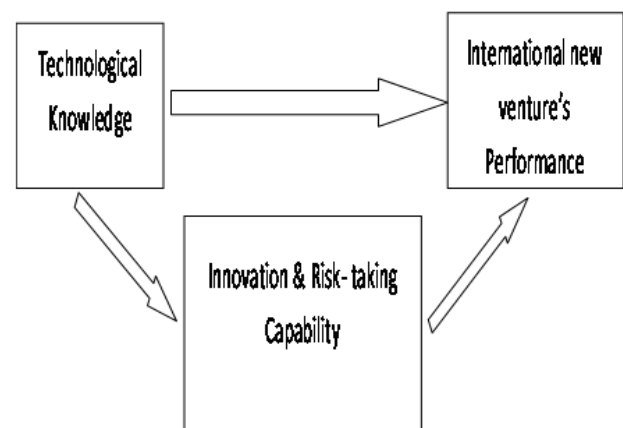 Technological
Knowledge
International new
venture's
Performance
Innovation & Risk- taking
Capability